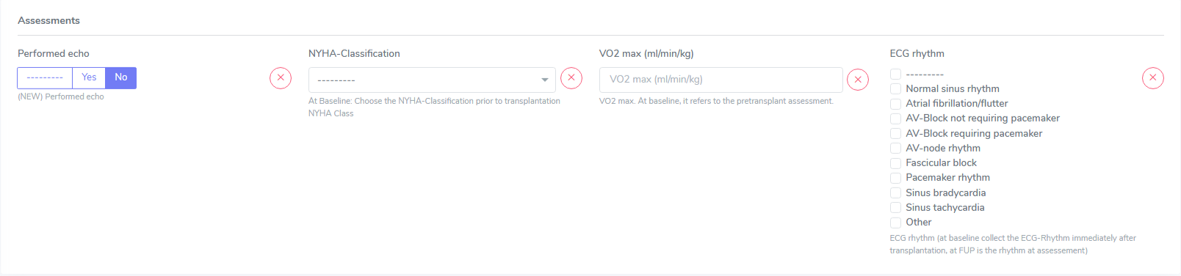 Assessments
Performed echo
--------- Yes No
(NEW) Performed echo
NYHA-Classification
---------
At Baseline: Choose the NYHA-Classification prior to transplantation
NYHA Class
VO2 max (ml/min/kg)
VO2 max (ml/min/kg)
VO2 max. At baseline, it refers to the pretransplant assessment.
ECG rhythm
---------
Normal sinus rhythm
Atrial fibrillation/flutter
AV-Block not requiring pacemaker
AV-Block requiring pacemaker
AV-node rhythm
Fascicular block
Pacemaker rhythm
Sinus bradycardia
Sinus tachycardia
Other
ECG rhythm (at baseline collect the ECG-Rhythm immediately after
transplantation, at FUP is the rhythm at assessement)